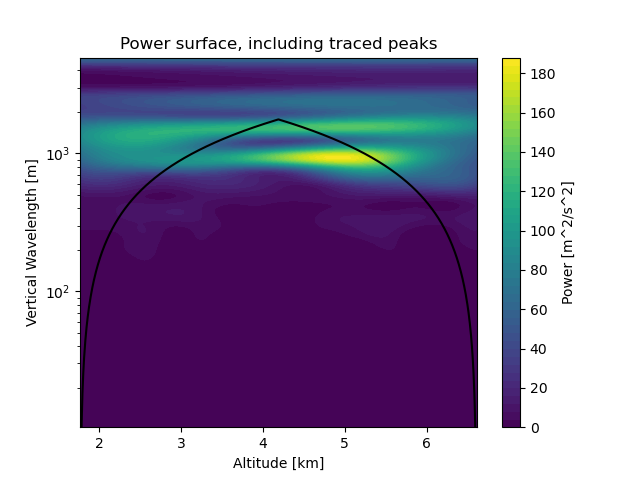 Power surface, including traced peaks
Vertical Wavelength [m]
10^3
10^2
2 3 4 5 6
Altitude [km]
180
160
140
120
100
80
60
40
20
0
Power [m^2/s^2]